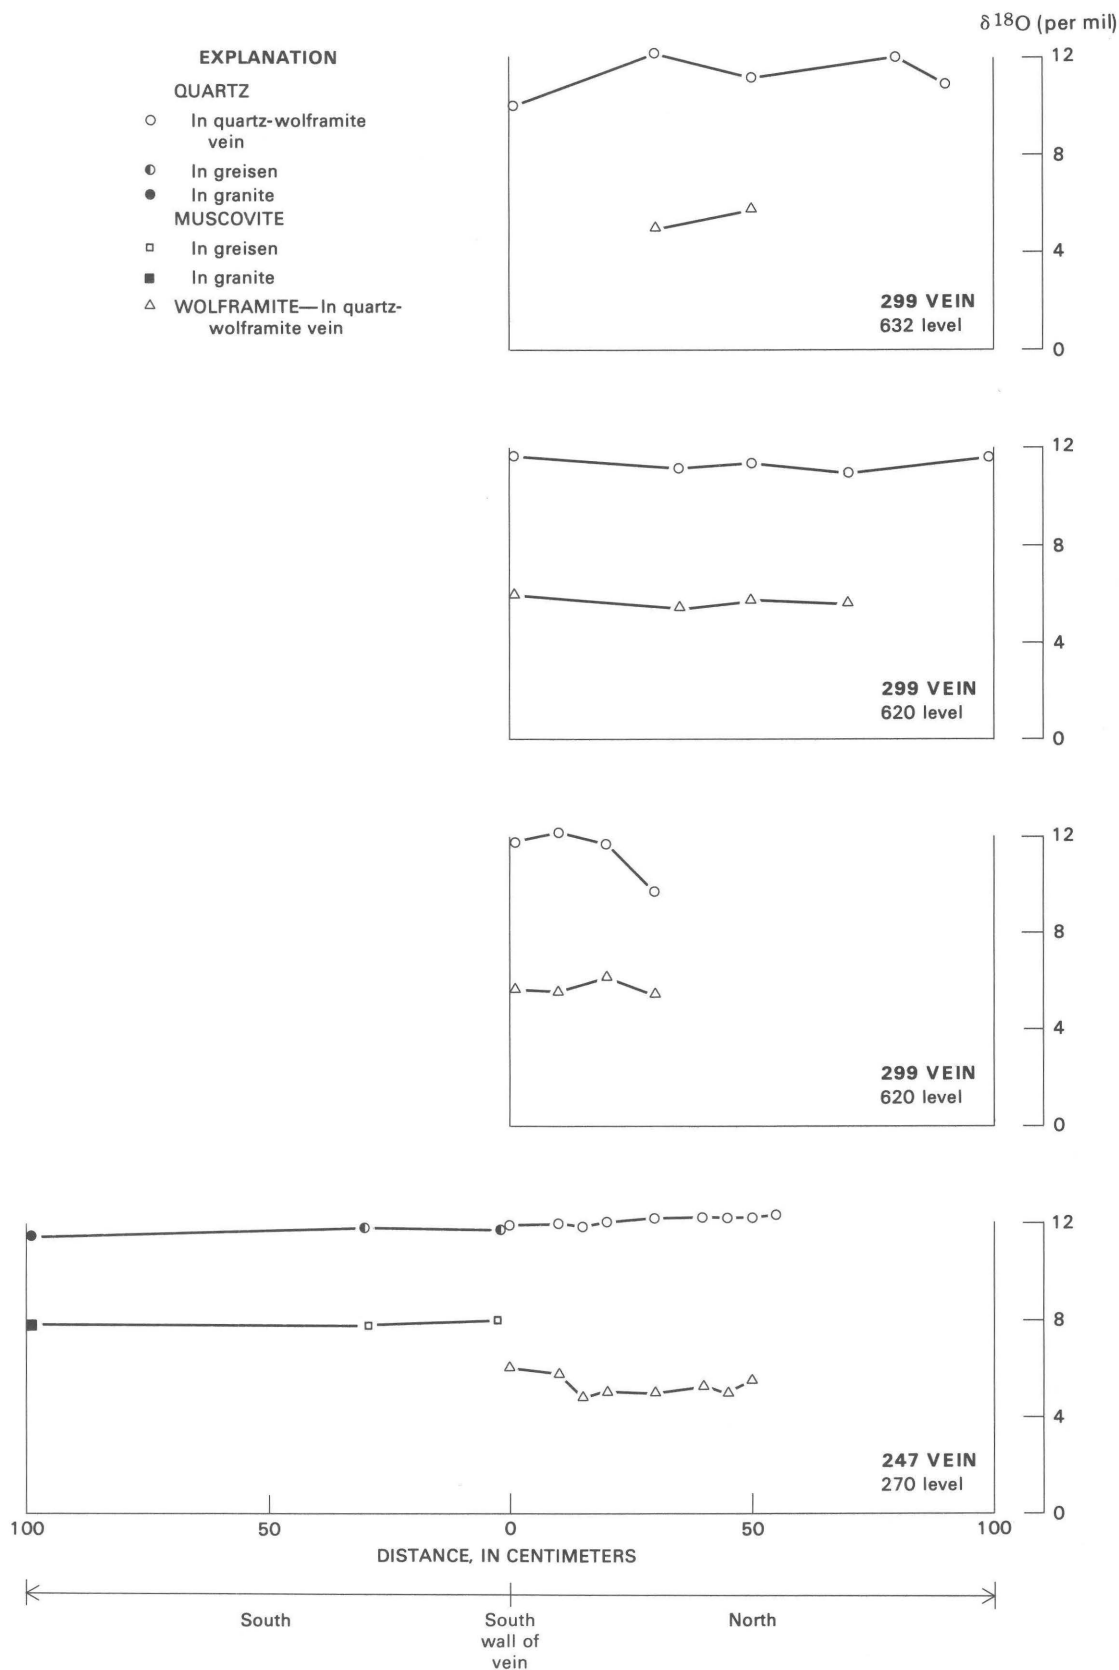 δ 18O (per mil)
EXPLANATION
QUARTZ
In quartz-wolframite
vein
In greisen
In granite
MUSCOVITE
In greisen
In granite
WOLFRAMITE—In quartz-
wolframite vein
12
8
4
0
299 VEIN
632 level
12
8
4
0
299 VEIN
620 level
12
8
4
0
299 VEIN
620 level
12
8
4
0
247 VEIN
270 level
100 50 0 50 100
DISTANCE, IN CENTIMETERS
South
South
wall of
vein
North